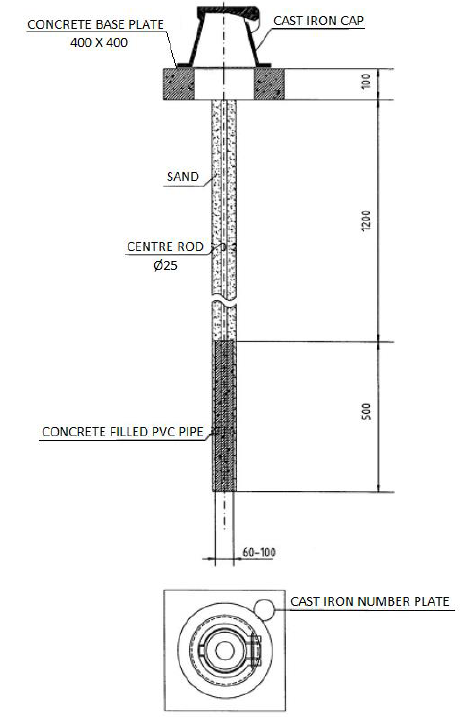 CONCRETE BASE PLATE
400 X 400
CAST IRON CAP
100
SAND
1200
CENTRE ROD
Ø25
500
CONCRETE FILLED PVC PIPE
60-100
CAST IRON NUMBER PLATE